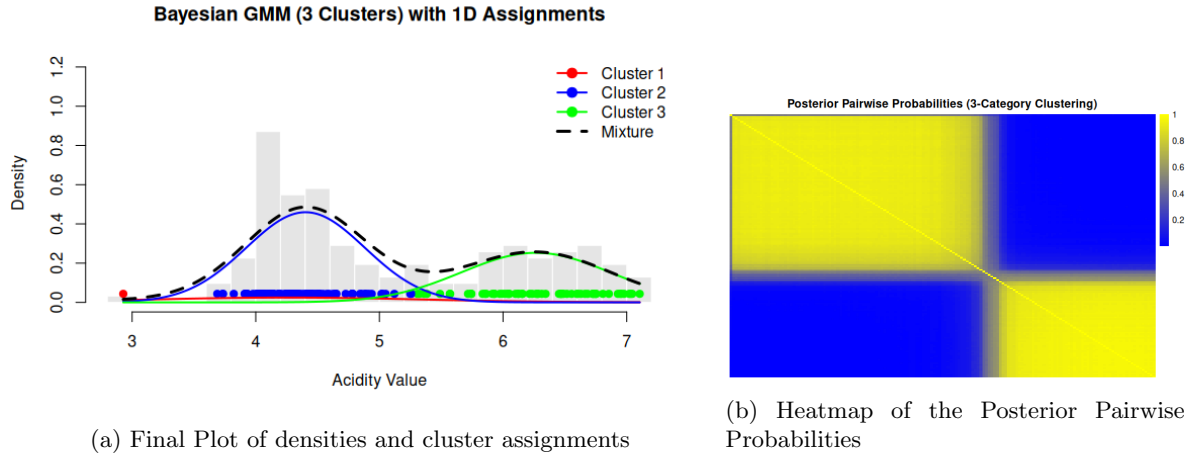 Bayesian GMM (3 Clusters) with 1D Assignments
Density
0.0
0.2
0.4
0.6
0.8
1.0
1.2
Cluster 1
Cluster 2
Cluster 3
Mixture
3 4 5 6 7
Acidity Value
(a) Final Plot of densities and cluster assignments
Posterior Pairwise Probabilities (3-Category Clustering)
1
0.8
0.6
0.4
0.2
(b) Heatmap of the Posterior Pairwise
Probabilities